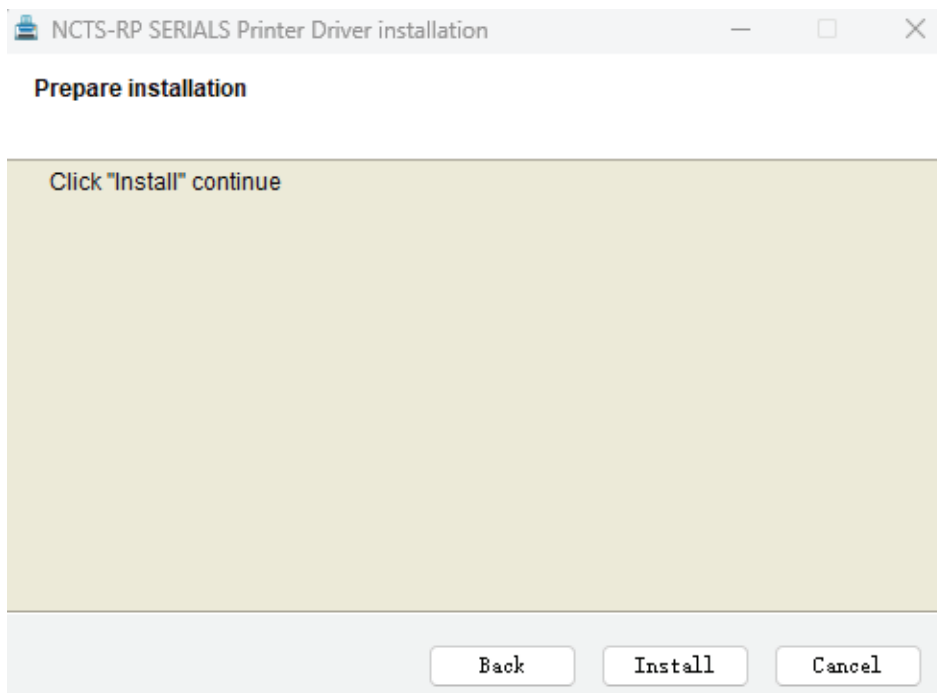 NCTS-RP SERIALS Printer Driver installation
Prepare installation
Click "Install" continue
Back Install Cancel